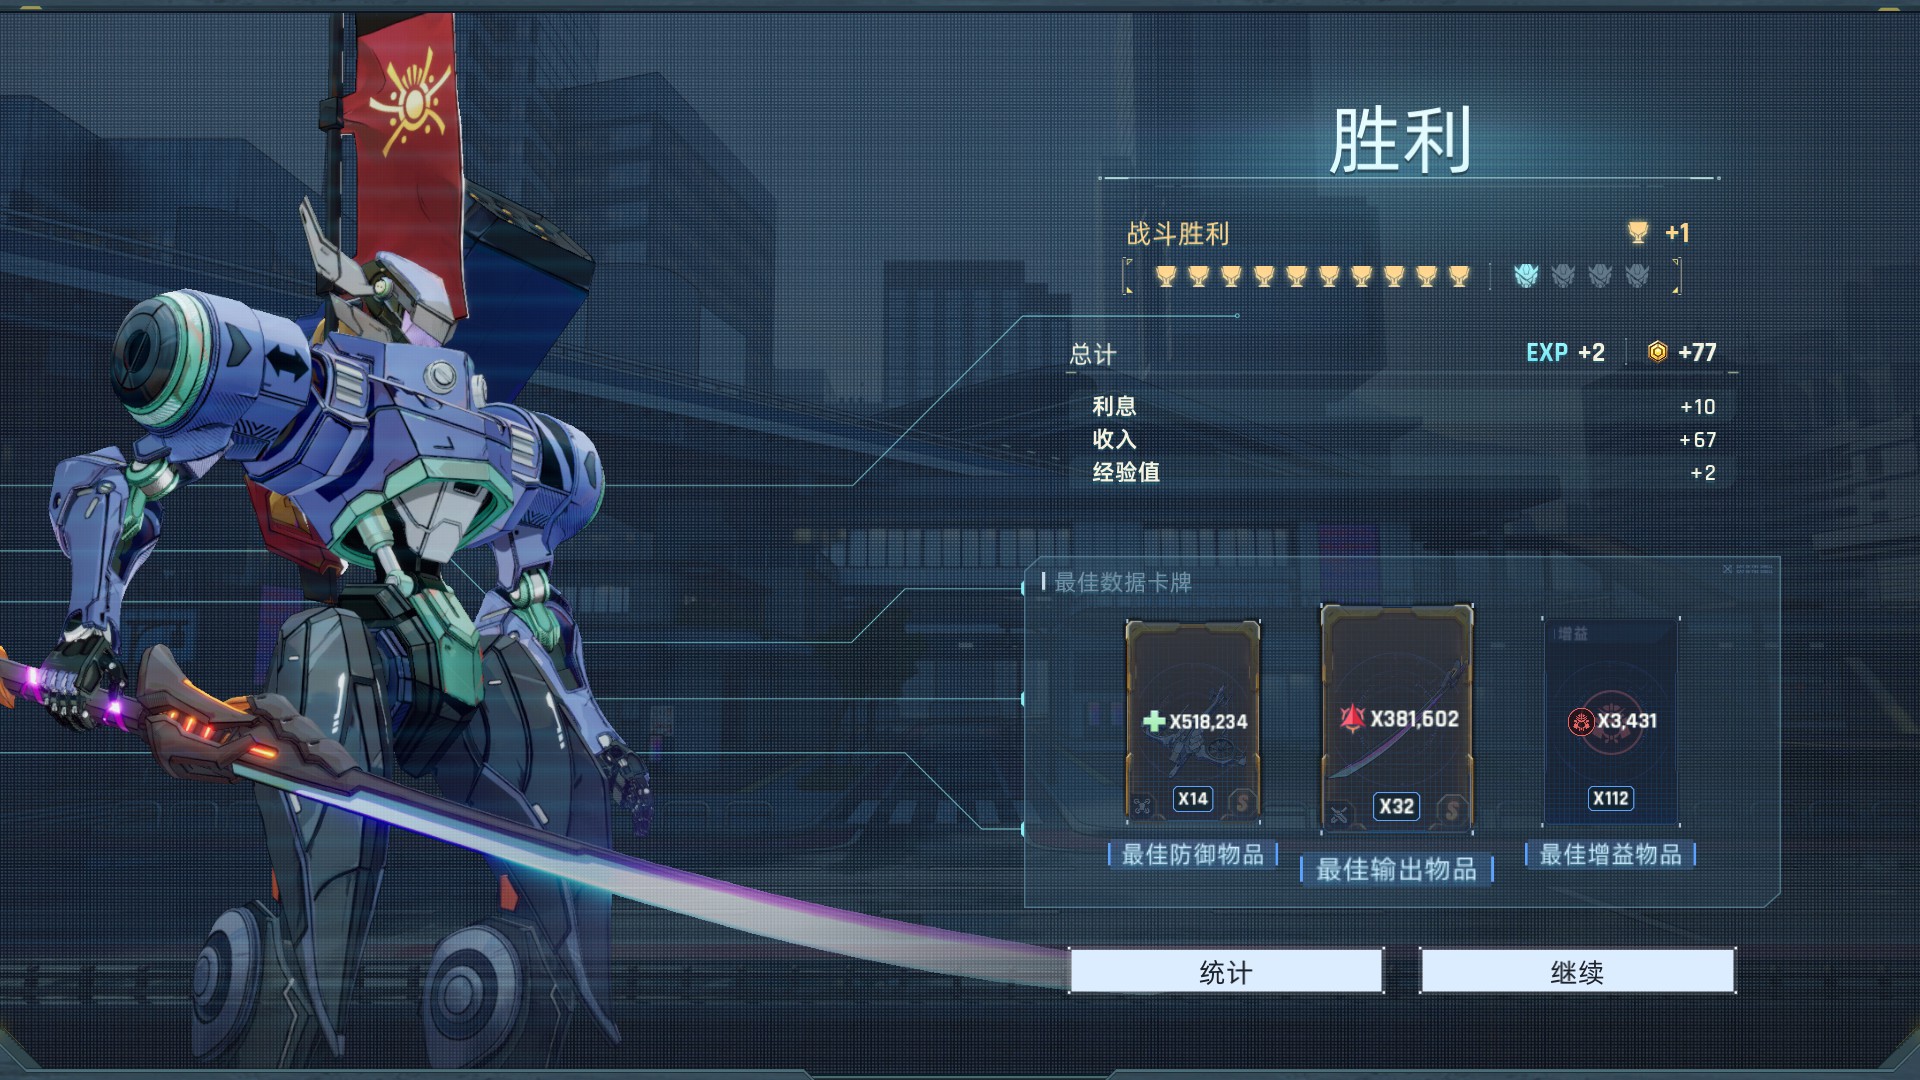 胜利
战斗胜利 +1
总计 EXP +2 +77
利息 +10
收入 +67
经验值 +2
最佳数据卡牌
增益
X518,234
X381,602
X3,431
X14
X32
X112
最佳防御物品
最佳输出物品
最佳增益物品
统计
继续